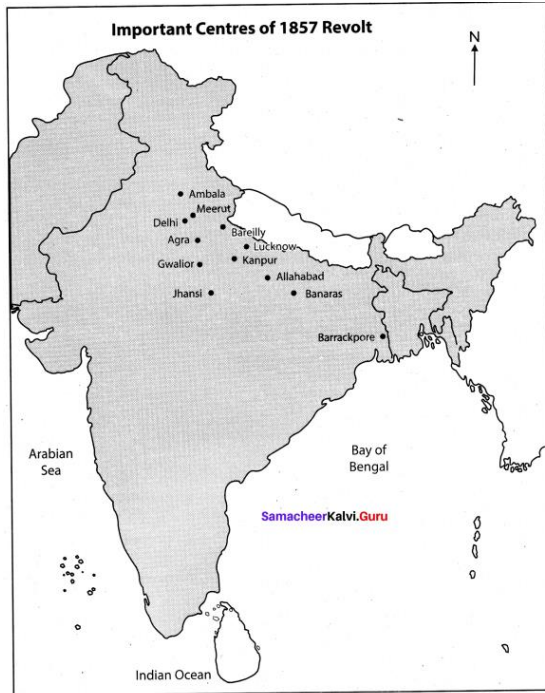 Important Centres of 1857 Revolt
N
Ambala
Meerut
Delhi
Bareilly
Agra
Lucknow
Kanpur
Gwalior
Allahabad
Jhansi
Banaras
Barrackpore
Arabian
Sea
Bay of
Bengal
SamacheerKalvi.Guru
Indian Ocean